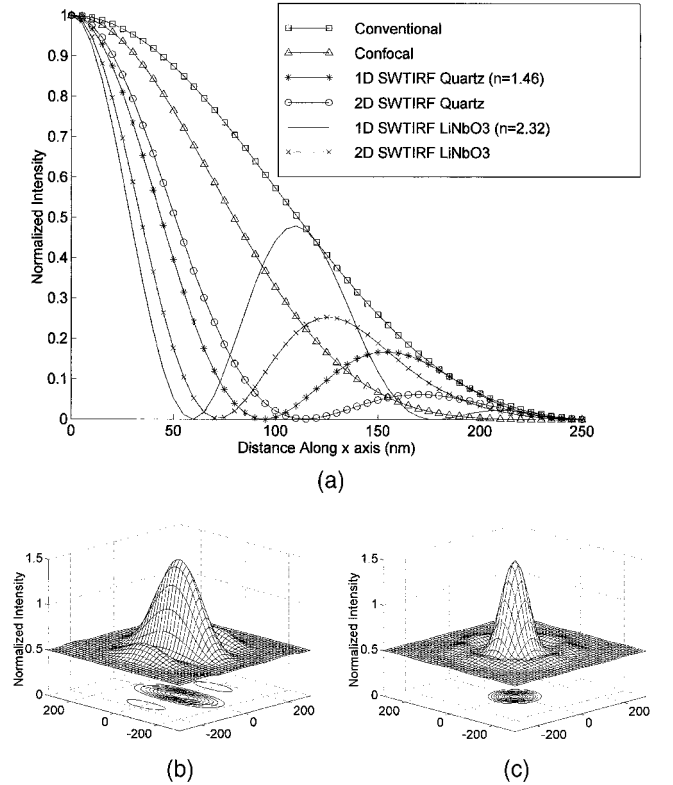 1
0.9
0.8
0.7
0.6
0.5
0.4
0.3
0.2
0.1
0
Normalized Intensity
Conventional
Confocal
1D SWTIRF Quartz (n=1.46)
2D SWTIRF Quartz
1D SWTIRF LiNbO3 (n=2.32)
2D SWTIRF LiNbO3
0 50 100 150 200 250
Distance Along x axis (nm)
(a)
1.5
1
0.5
0
Normalized Intensity
200
0
-200
-200
0
200
(b)
1.5
1
0.5
0
Normalized Intensity
200
0
-200
-200
0
200
(c)